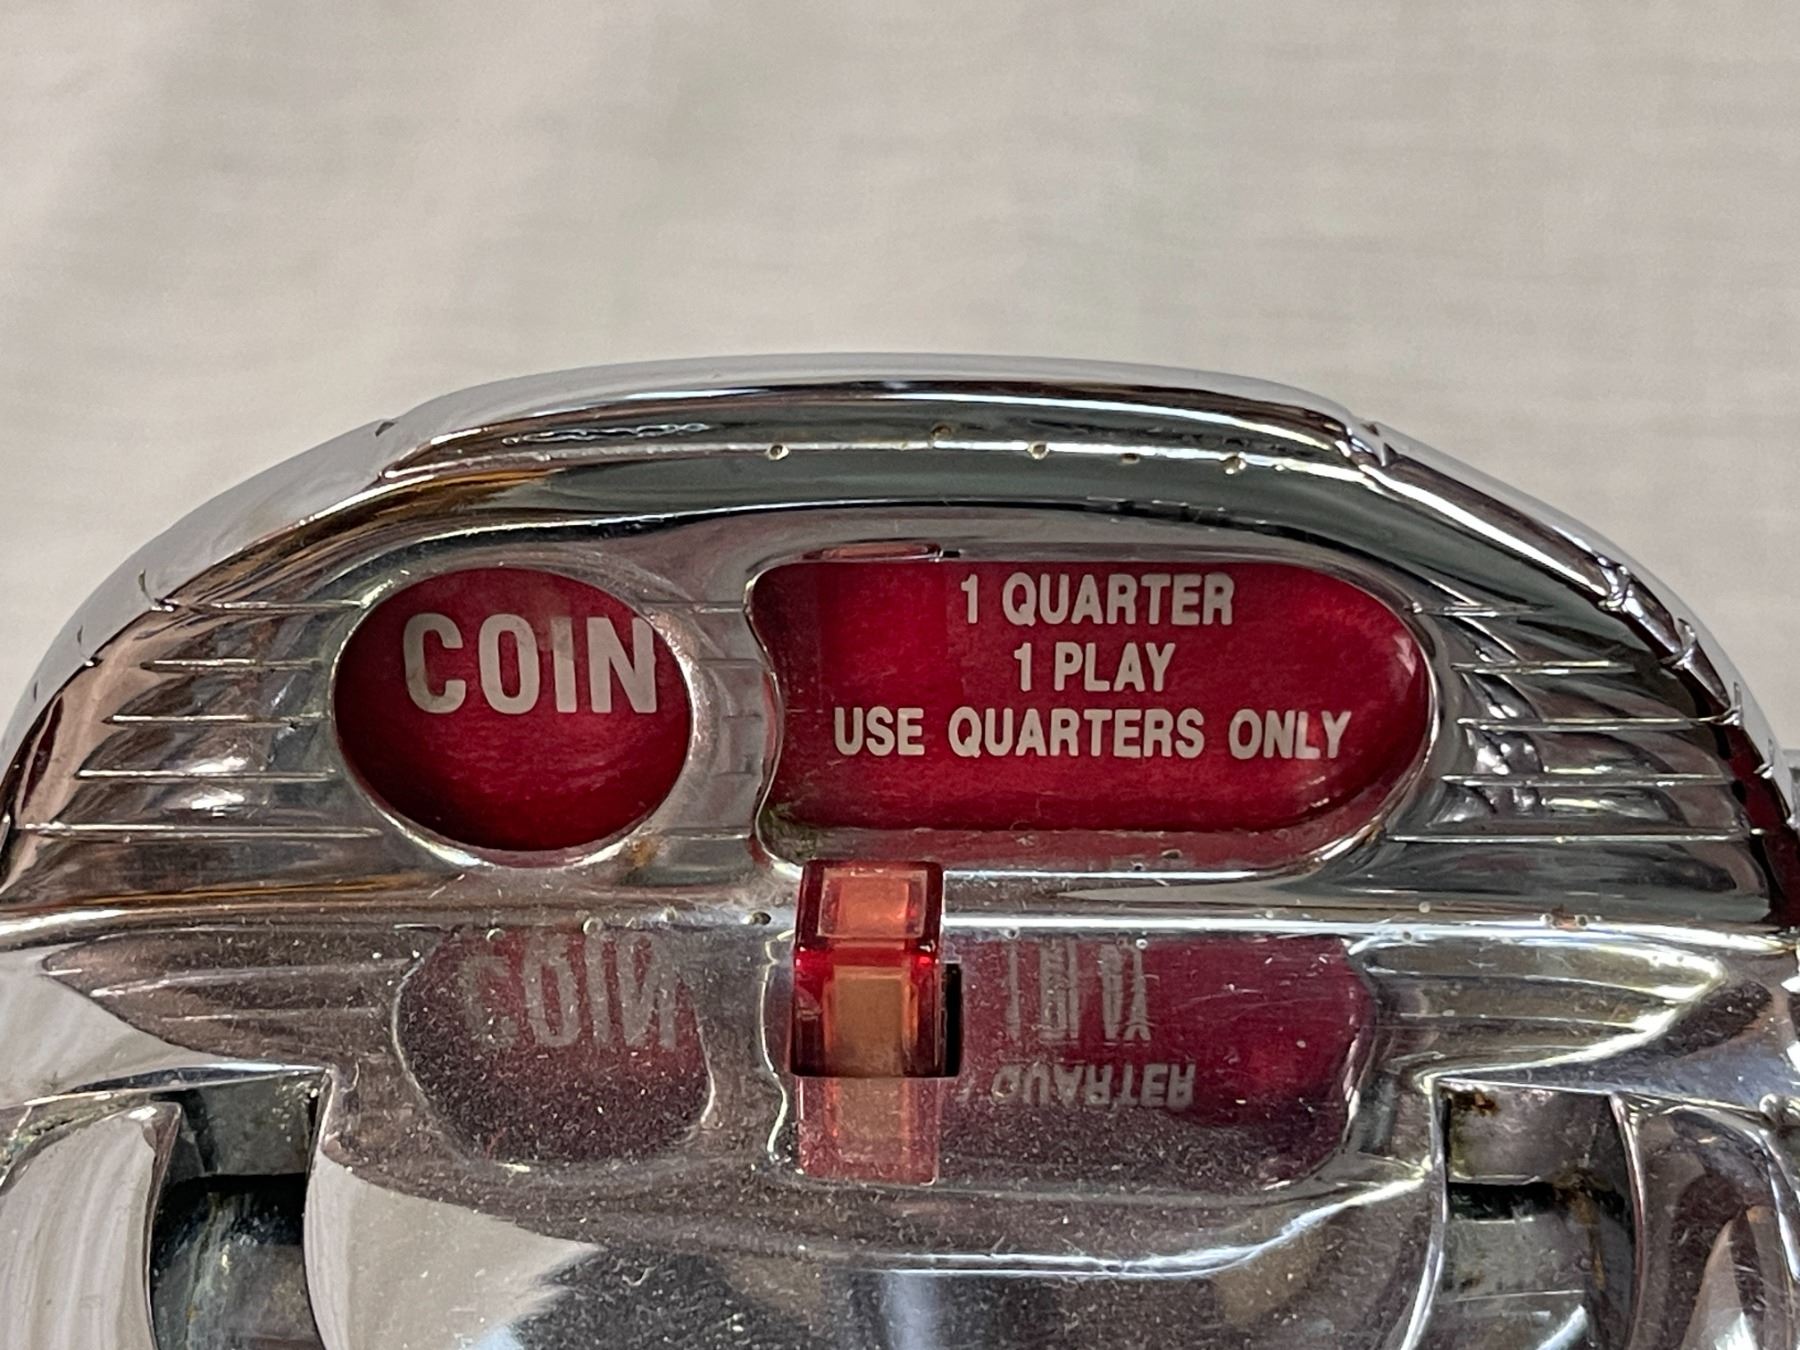 COIN
1 QUARTER
1 PLAY
USE QUARTERS ONLY